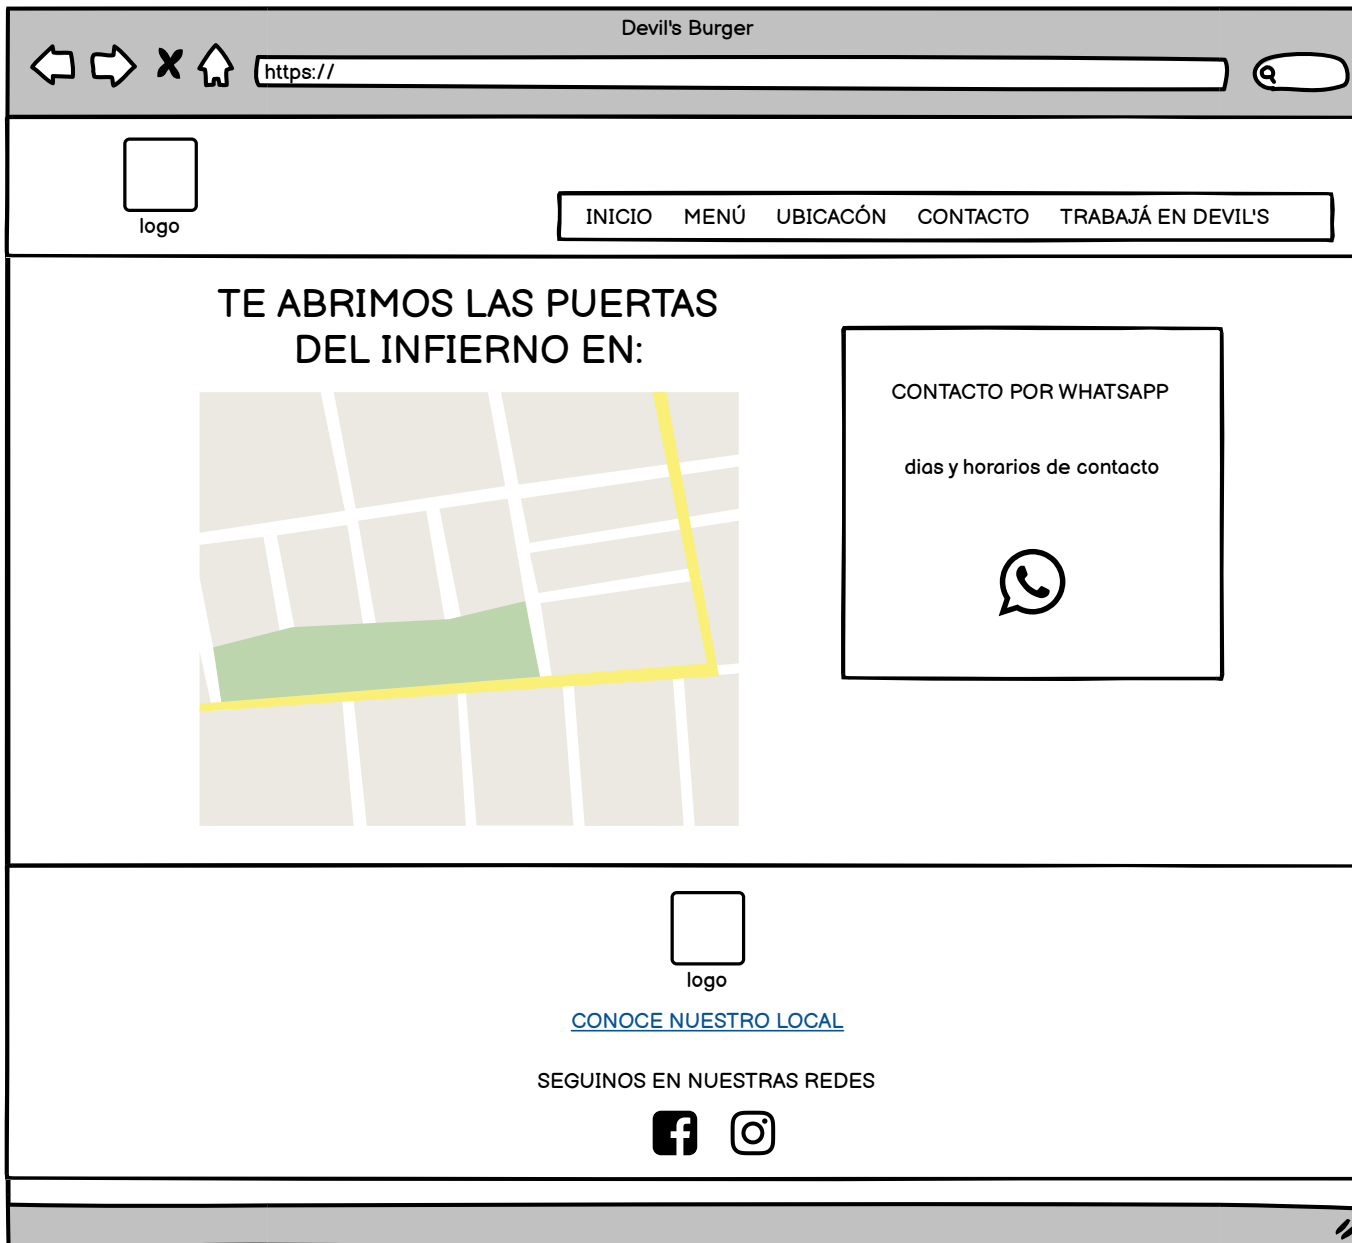 Devil's Burger
https://
logo
INICIO MENÚ UBICACÓN CONTACTO TRABAJÁ EN DEVIL'S
TE ABRIMOS LAS PUERTAS
DEL INFIERNO EN:
CONTACTO POR WHATSAPP
dias y horarios de contacto
logo
CONOCE NUESTRO LOCAL
SEGUINOS EN NUESTRAS REDES